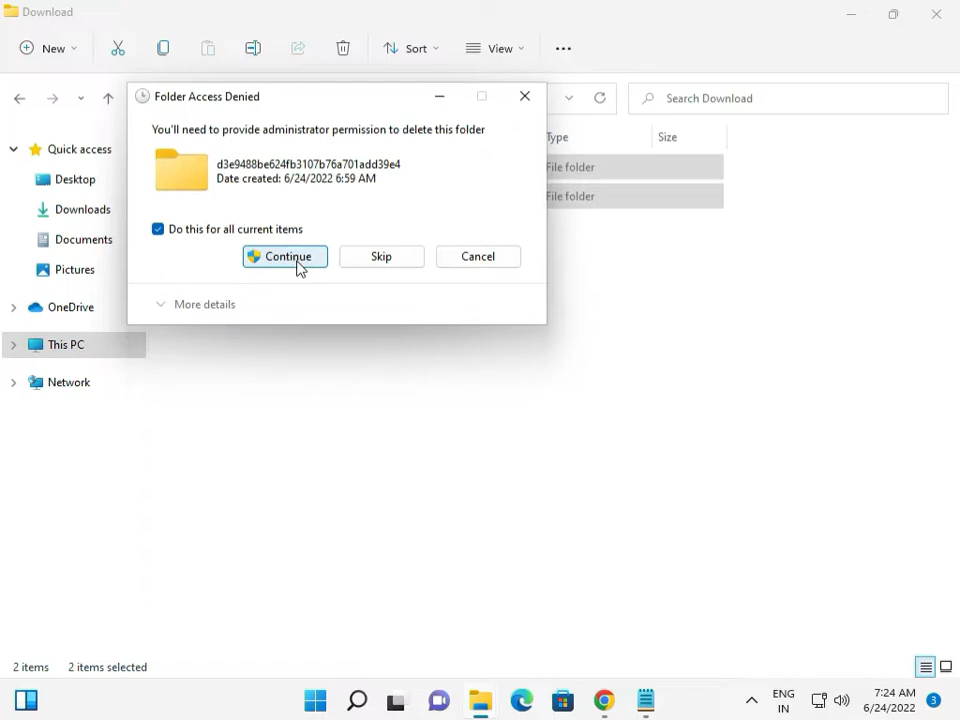 Download
New
Sort
View
Folder Access Denied
You'll need to provide administrator permission to delete this folder
d3e9488be624fb3107b76a701add39e4
Date created: 6/24/2022 6:59 AM
Do this for all current items
Continue
Skip
Cancel
More details
Search Download
Type
Size
File folder
File folder
Quick access
Desktop
Downloads
Documents
Pictures
OneDrive
This PC
Network
2 items
2 items selected
ENG
IN
7:24 AM
6/24/2022
3